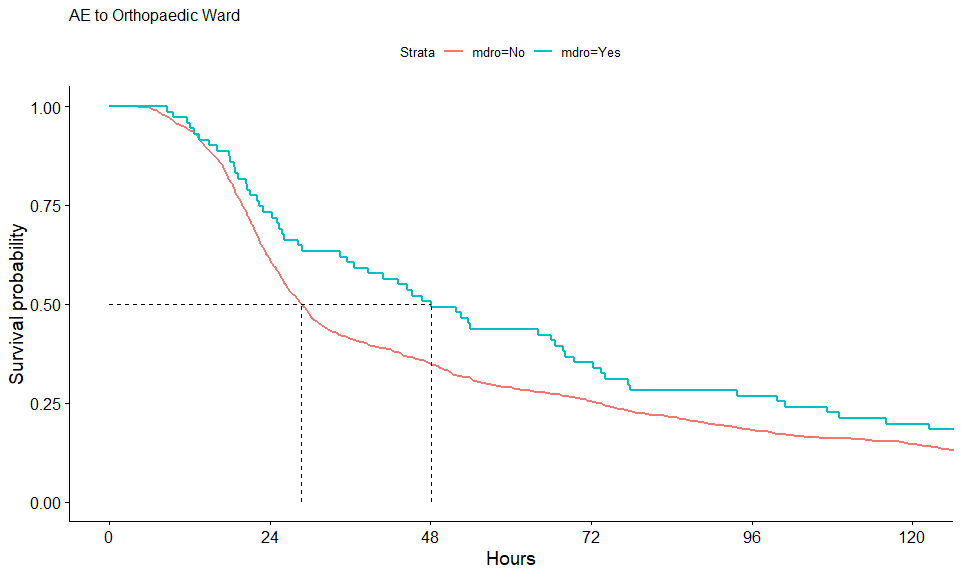 AE to Orthopaedic Ward
Strata mdro=No mdro=Yes
1.00
0.75
0.50
0.25
0.00
Survival probability
0 24 48 72 96 120
Hours